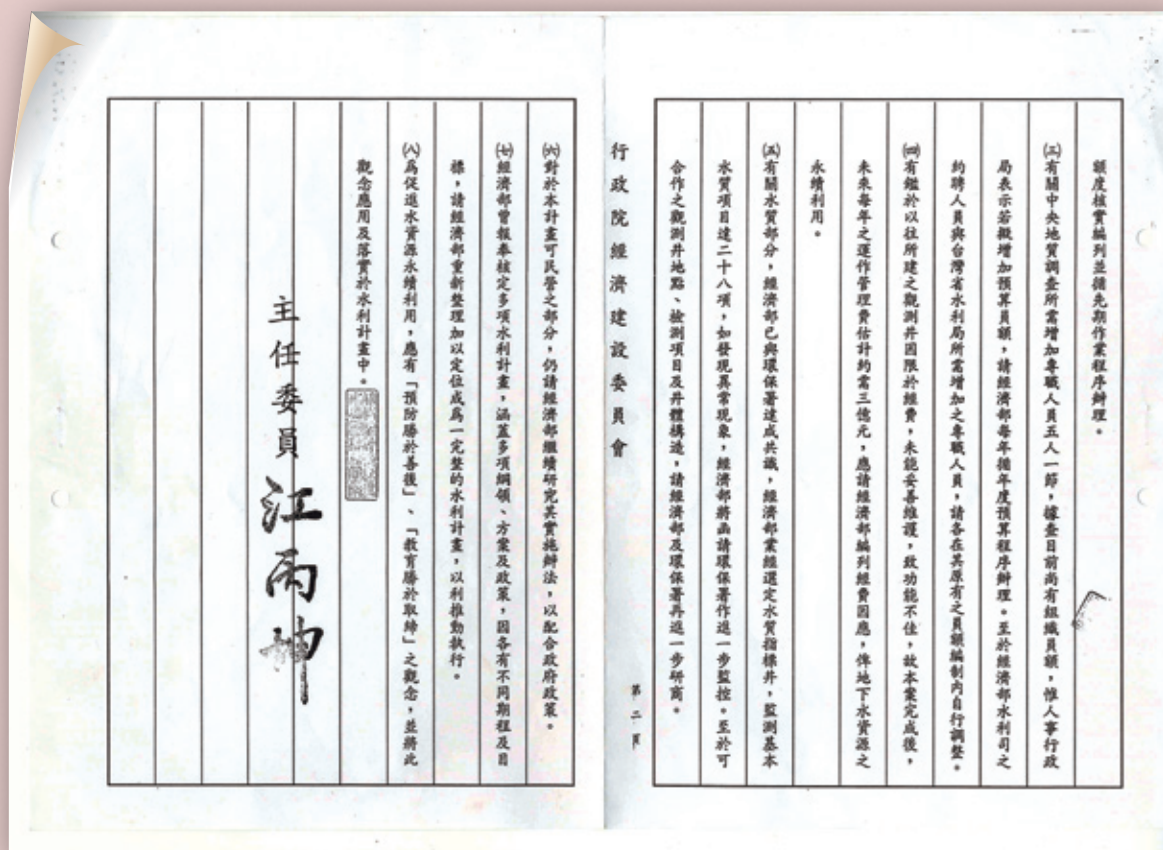 額度核實編列並循先期作業程序辦理。
㈢有關中央地質調查所需增加專職人員五人一節，據查目前尚有組織員額，惟人事行政
局表示若擬增加預算員額，請經濟部每年循年度預算程序辦理。至於經濟部水利司之
約聘人員與台灣省水利局所需增加之專職人員，請各在其原有之員額編制內自行調整。
㈣有鑑於以往所建之觀測井因限於經費，未能妥善維護，致功能不佳，故本案完成後，
未來每年之運作管理費估計約需三億元，應請經濟部編列經費因應，俾地下水資源之
永續利用。
㈤有關水質部分，經濟部已與環保署達成共識，經濟部業經選定水質指標井，監測基本
水質項目達二十八項，如發現異常現象，經濟部將函請環保署作進一步監控。至於可
合作之觀測井地點、檢測項目及井體構造，請經濟部及環保署再進一步研商。
行政院經濟建設委員會
第二頁
㈥對於本計畫可民營之部分，仍請經濟部繼續研究其實施辦法，以配合政府政策。
㈦經濟部曾報奉核定多項水利計畫，涵蓋多項綱領、方案及政策，因各有不同期程及目
標，請經濟部重新整理加以定位成為一完整的水利計畫，以利推動執行。
㈧為促進水資源永續利用，應有「預防勝於善後」、「教育勝於取締」之觀念，並將此
觀念應用及落實於水利計畫中。
主任委員 江丙坤